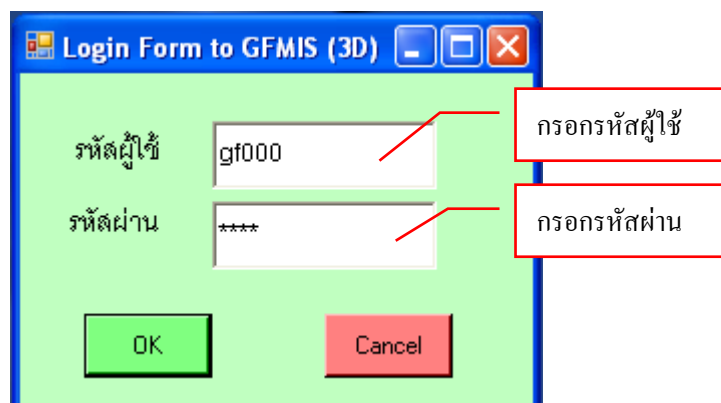 Login Form to GFMIS (3D)
กรอกรหัสผู้ใช้
รหัสผู้ใช้
gf000
กรอกรหัสผ่าน
รหัสผ่าน
****
OK
Cancel